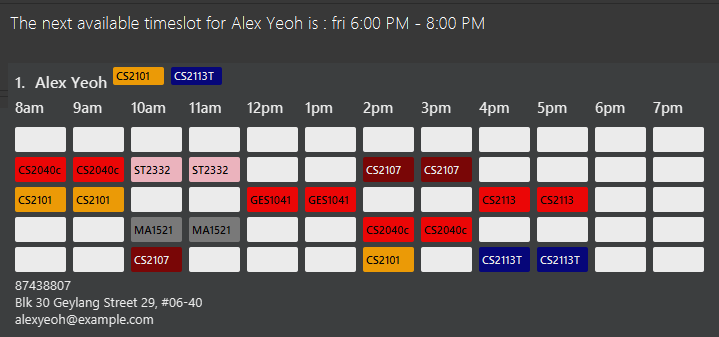 The next available timeslot for Alex Yeoh is : fri 6:00 PM - 8:00 PM
1. Alex Yeoh CS2101 CS2113T
8am 9am 10am 11am 12pm 1pm 2pm 3pm 4pm 5pm 6pm 7pm
CS2040c CS2040c ST2332 ST2332 CS2107 CS2107
CS2101 CS2101 GES1041 GES1041 CS2113 CS2113
MA1521 MA1521 CS2040c CS2040c
CS2107 CS2101 CS2113T CS2113T
87438807
Blk 30 Geylang Street 29, #06-40
alexyeoh@example.com